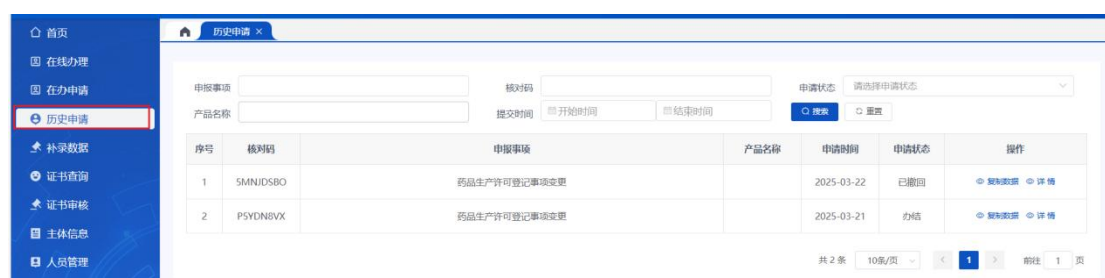 首页
历史申请 ×
在线办理
在办申请
历史申请
补录数据
证书查询
证书审核
主体信息
人员管理
申报事项 核对码 申请状态 请选择申请状态
产品名称 提交时间 开始时间 结束时间 搜索 重置
序号 核对码 申报事项 产品名称 申请时间 申请状态 操作
1 5MNJDSBO 药品生产许可登记事项变更 2025-03-22 已撤回 复制数据 详情
2 P5YDN8VX 药品生产许可登记事项变更 2025-03-21 办结 复制数据 详情
共 2 条 10条/页 < 1 > 前往 1 页